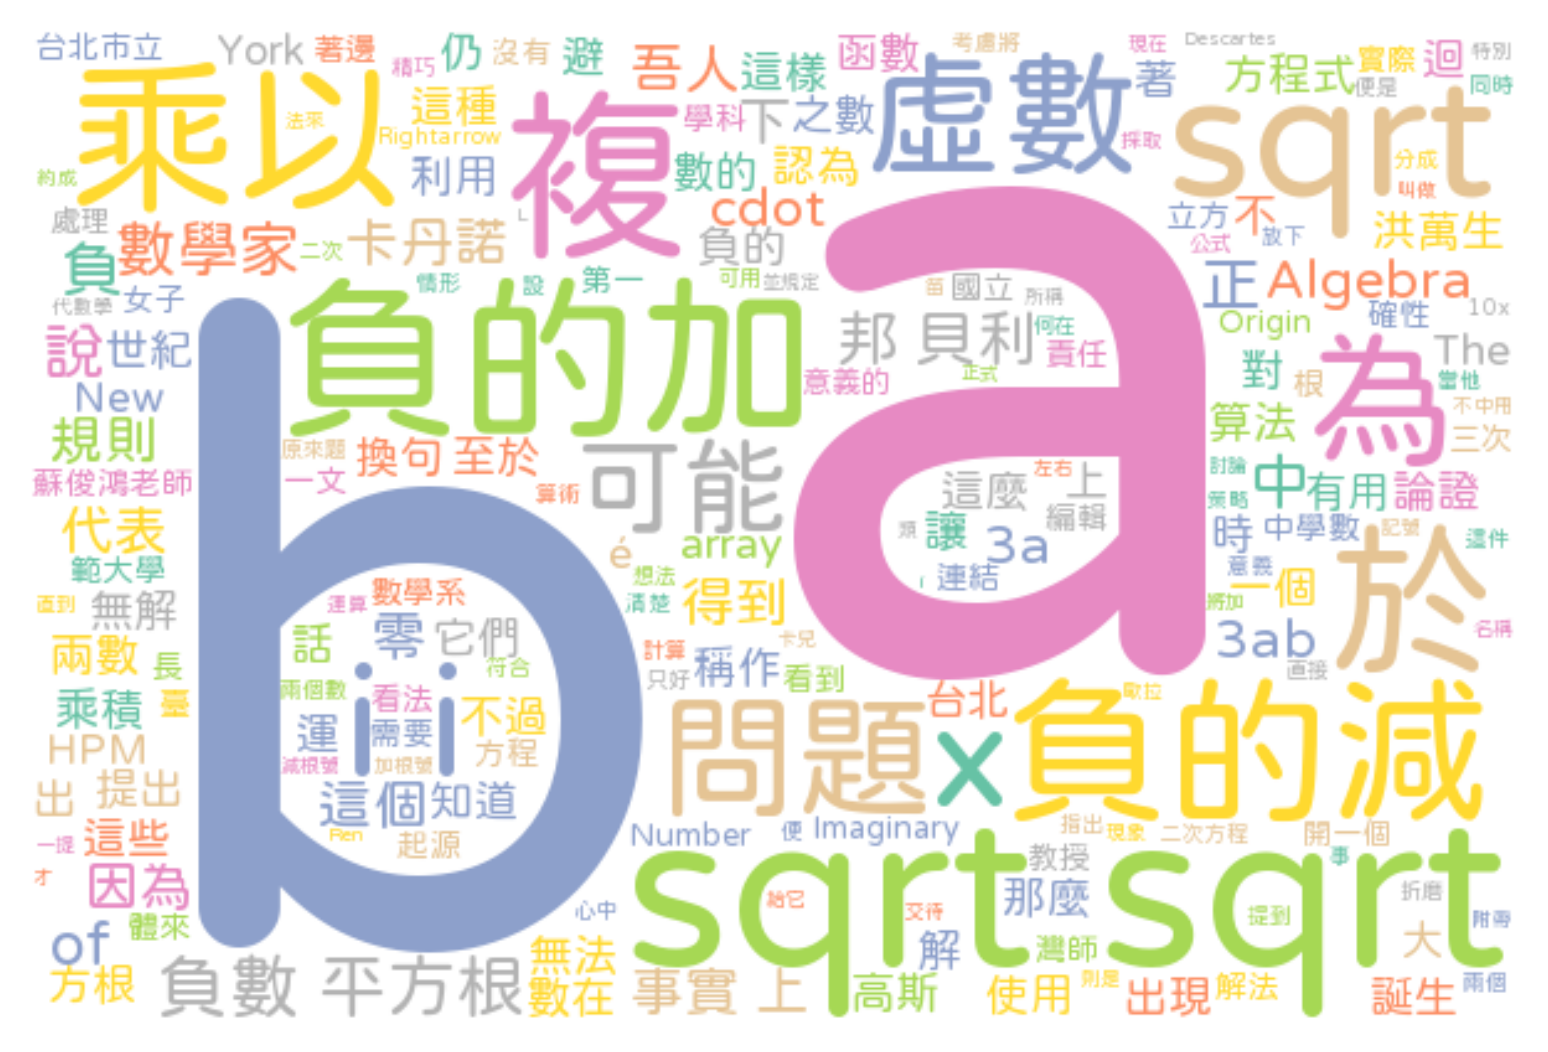 台北市立 York 著邊 精巧 仍 沒有 避 吾人 這樣 函數 考慮將 現在 Descartes 著 方程式 實際 便是 迴 特別 同時
乘以 法來 這種 Rightarrow 利用 複 學科 下 之數 數的 認為 虛數 採取 sqrt 分成 叫做
約成 處理 負 數學家 二次 卡丹諾 L cdot 負的 立方 不 公式 放下 洪萬生
代數學 女子 情形 設 第一 可用 並規定 a 苗 國立 所稱 何在 正 Algebra 確性 10x
說 世紀 負的加 邦 貝利 責任 意義的 正式 Origin 對 根 為 The 當他
New 規則 原來題 換句 至於 可能 算法 不中用 三次
蘇俊鴻老師 一文 算術 這麼 左右 上 編輯 討論 策略 中 有用 論證
代表 b é array 類 讓 3a 時 中學數 記號 這件
範大學 想法 連結 意義 一個 於
直到 無解 運算 數學系 清楚 得到 將加 3ab 名稱
兩數 長 話 零 它們 符合 計算 卡兒 只好 稱作 看到 直接
乘積 臺 兩個數 看法 不過 問題 台北 歐拉 負的減
HPM 運 i 需要 i 方程 x
出 提出 減根號 加根號 這個 知道
一提 這些 Ren 起源 Number 便 Imaginary 指出 現象 二次方程 開一個
才 因為 sqrt 給它 交待 教授 事 那麼 sqrt 提到 折磨
of 體來 心中 無法 解 灣師 大 附帶
方根 負數 平方根 數在 事實 上 高斯 使用 則是 出現 解法 誕生 兩個